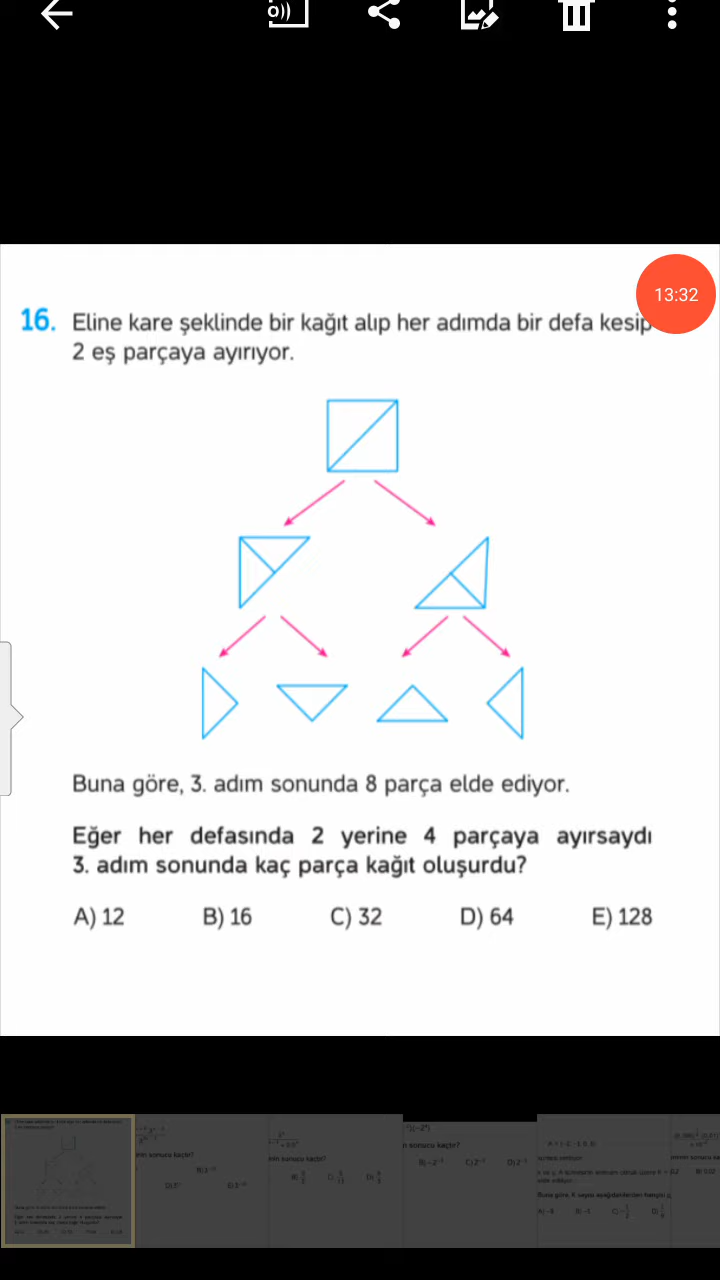 13:32
16. Eline kare şeklinde bir kağıt alıp her adımda bir defa kesip
2 eş parçaya ayırıyor.
Buna göre, 3. adım sonunda 8 parça elde ediyor.
Eğer her defasında 2 yerine 4 parçaya ayırsaydı
3. adım sonunda kaç parça kağıt oluşurdu?
A) 12 B) 16 C) 32 D) 64 E) 128